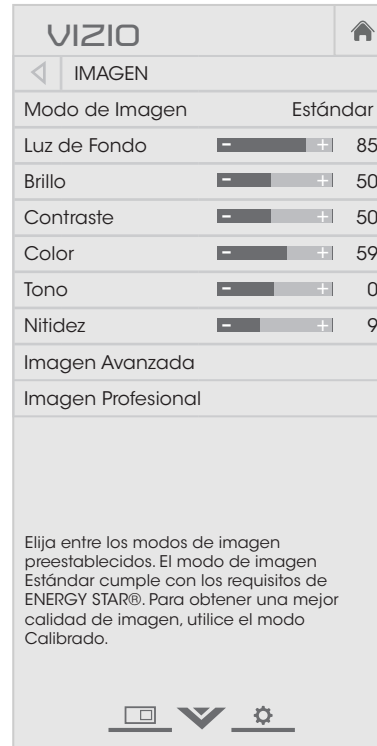 VIZIO
IMAGEN
Modo de Imagen Estándar
Luz de Fondo - + 85
Brillo - + 50
Contraste - + 50
Color - + 59
Tono - + 0
Nitidez - + 9
Imagen Avanzada
Imagen Profesional
Elija entre los modos de imagen
preestablecidos. El modo de imagen
Estándar cumple con los requisitos de
ENERGY STAR®. Para obtener una mejor
calidad de imagen, utilice el modo
Calibrado.